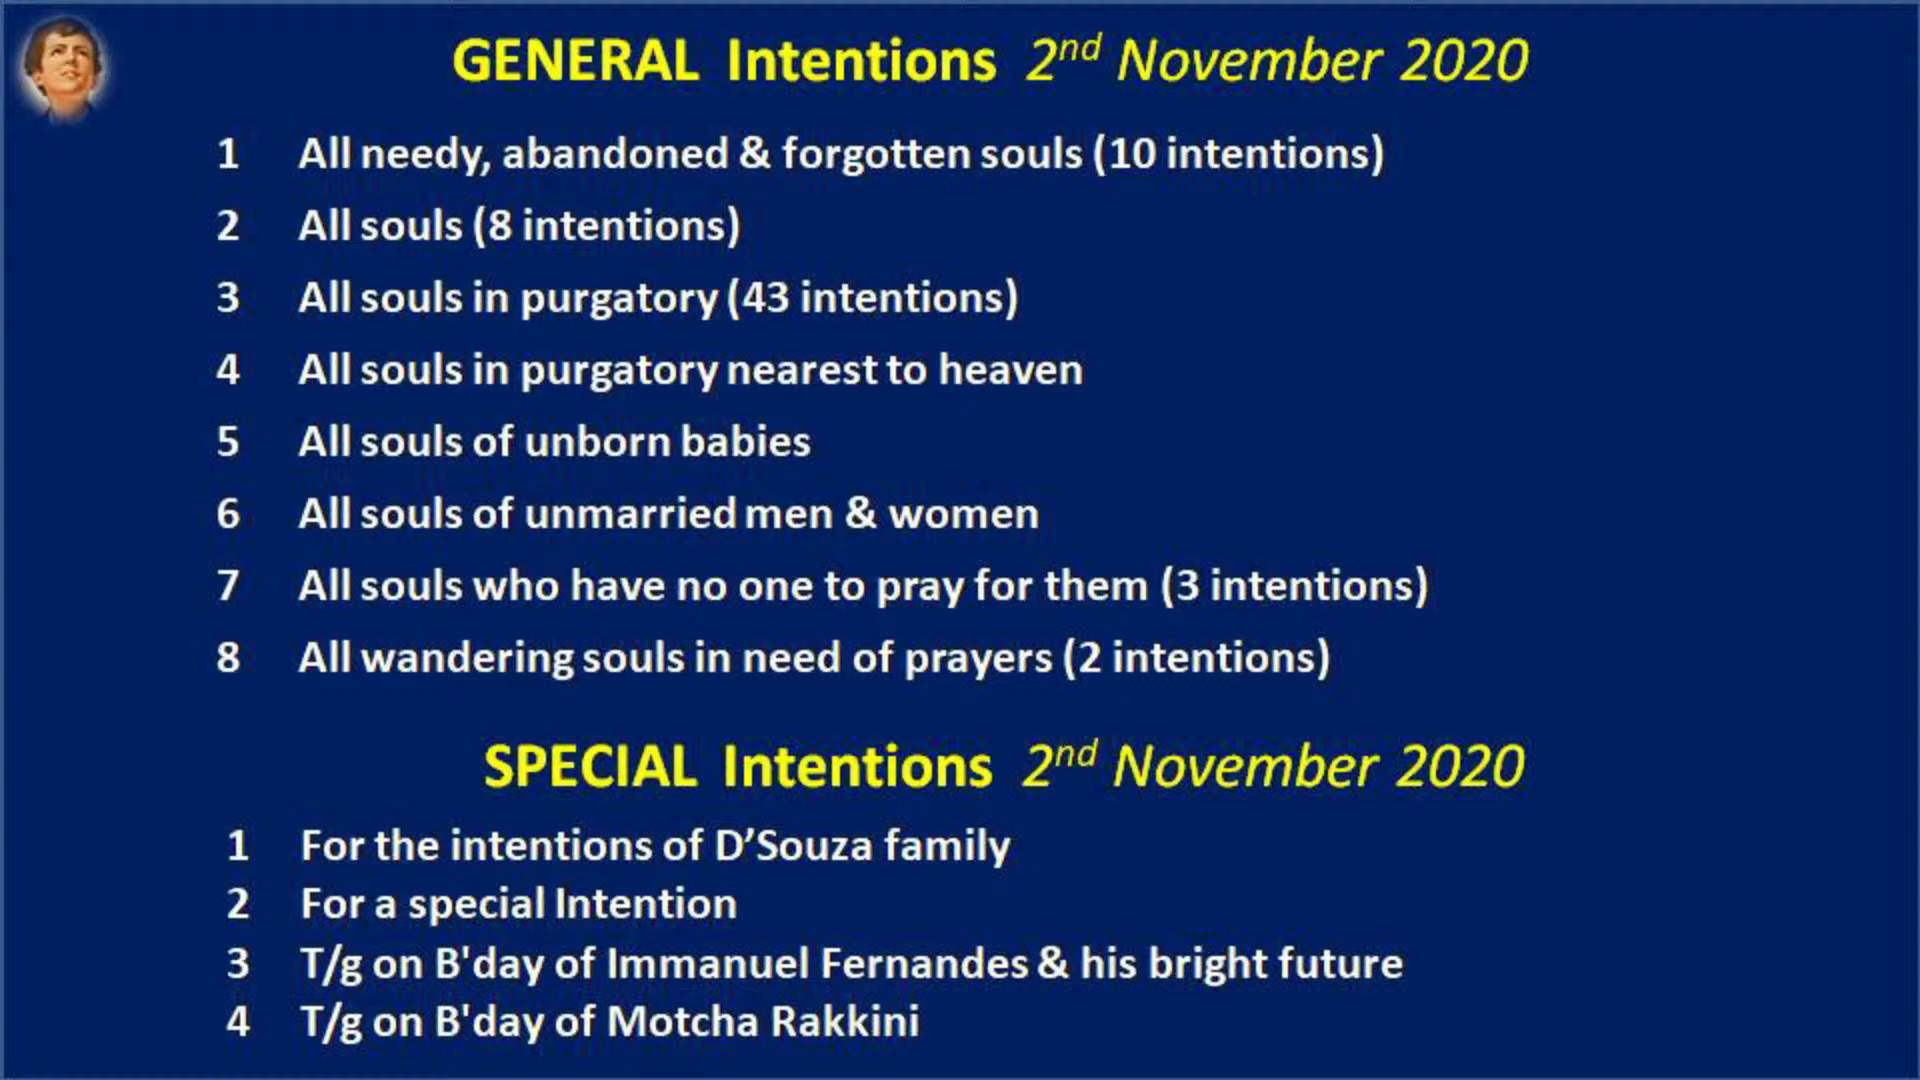 GENERAL Intentions 2nd November 2020
1 All needy, abandoned & forgotten souls (10 intentions)
2 All souls (8 intentions)
3 All souls in purgatory (43 intentions)
4 All souls in purgatory nearest to heaven
5 All souls of unborn babies
6 All souls of unmarried men & women
7 All souls who have no one to pray for them (3 intentions)
8 All wandering souls in need of prayers (2 intentions)
SPECIAL Intentions 2nd November 2020
1 For the intentions of D’Souza family
2 For a special Intention
3 T/g on B'day of Immanuel Fernandes & his bright future
4 T/g on B'day of Motcha Rakkini